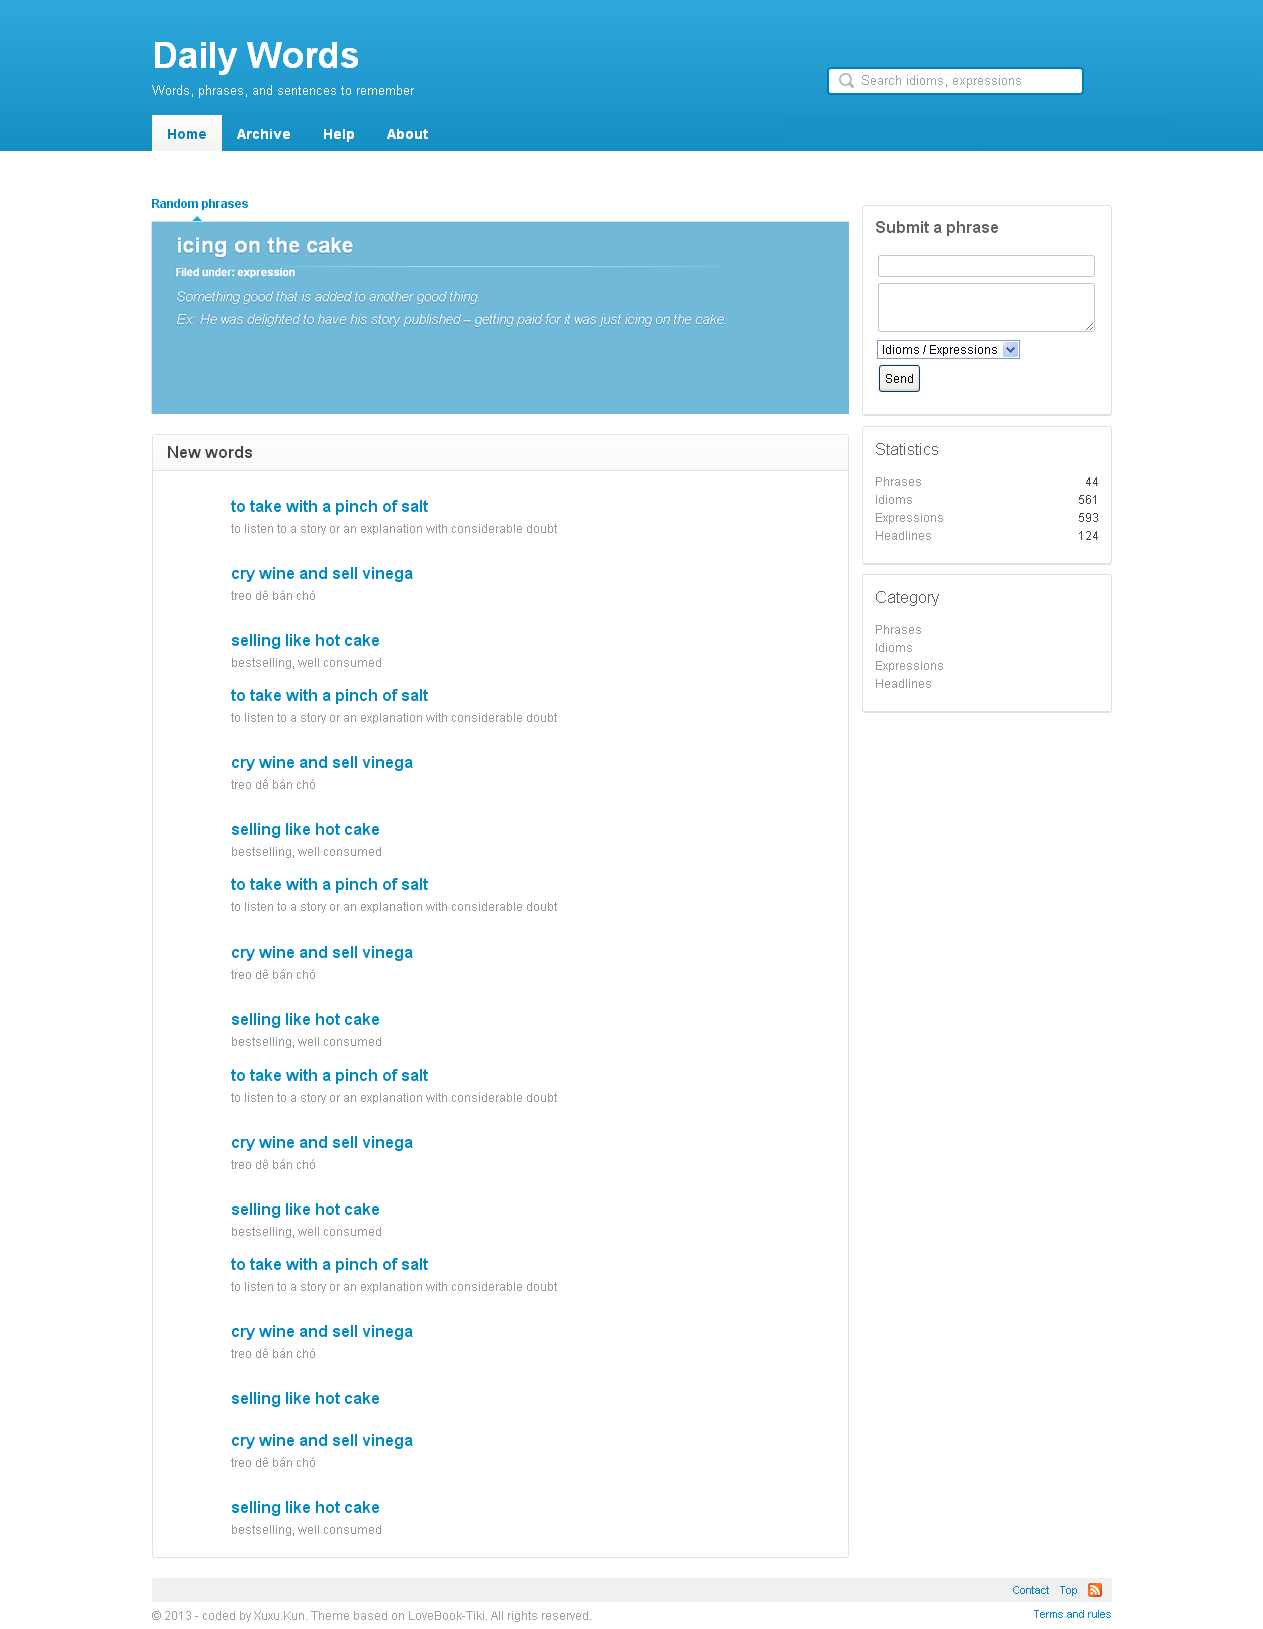 Daily Words
Words, phrases, and sentences to remember
Search idioms, expressions
Home Archive Help About
Random phrases
icing on the cake
Filed under: expression
Something good that is added to another good thing.
Ex: He was delighted to have his story published – getting paid for it was just icing on the cake.
New words
to take with a pinch of salt
to listen to a story or an explanation with considerable doubt
cry wine and sell vinega
treo dê bán chó
selling like hot cake
bestselling, well consumed
to take with a pinch of salt
to listen to a story or an explanation with considerable doubt
cry wine and sell vinega
treo dê bán chó
selling like hot cake
bestselling, well consumed
to take with a pinch of salt
to listen to a story or an explanation with considerable doubt
cry wine and sell vinega
treo dê bán chó
selling like hot cake
bestselling, well consumed
to take with a pinch of salt
to listen to a story or an explanation with considerable doubt
cry wine and sell vinega
treo dê bán chó
selling like hot cake
bestselling, well consumed
to take with a pinch of salt
to listen to a story or an explanation with considerable doubt
cry wine and sell vinega
treo dê bán chó
selling like hot cake
cry wine and sell vinega
treo dê bán chó
selling like hot cake
bestselling, well consumed
Submit a phrase
Idioms / Expressions
Send
Statistics
Phrases 44
Idioms 561
Expressions 593
Headlines 124
Category
Phrases
Idioms
Expressions
Headlines
Contact Top
© 2013 - coded by Xuxu.Kun. Theme based on LoveBook-Tiki. All rights reserved.
Terms and rules